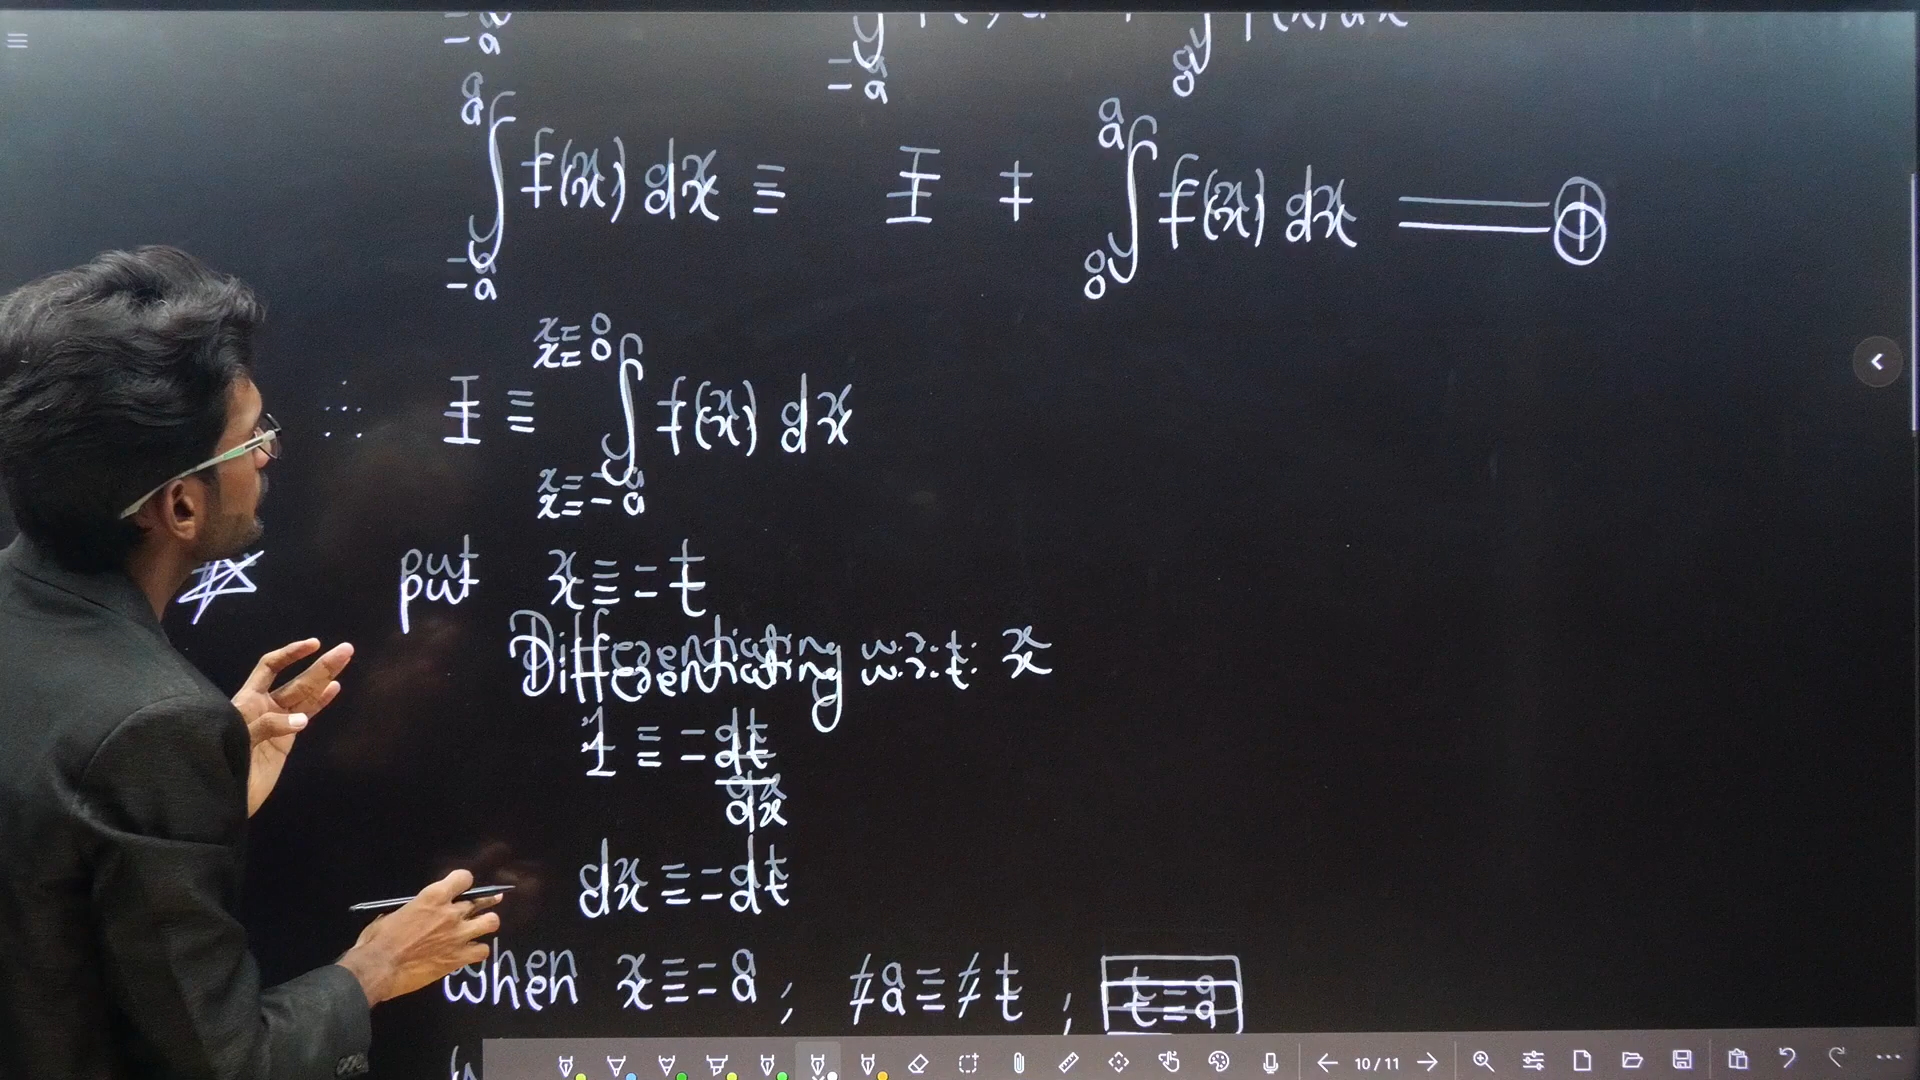 ∫_{-a}^{a} f(x) dx = I + ∫_{0}^{a} f(x) dx ——①
∴ I = ∫_{x=-a}^{x=0} f(x) dx
put x = -t
Differentiating w.r.t. x
1 = -dt/dx
dx = -dt
when x = -a ; -a = -t ; t = a
10 / 11